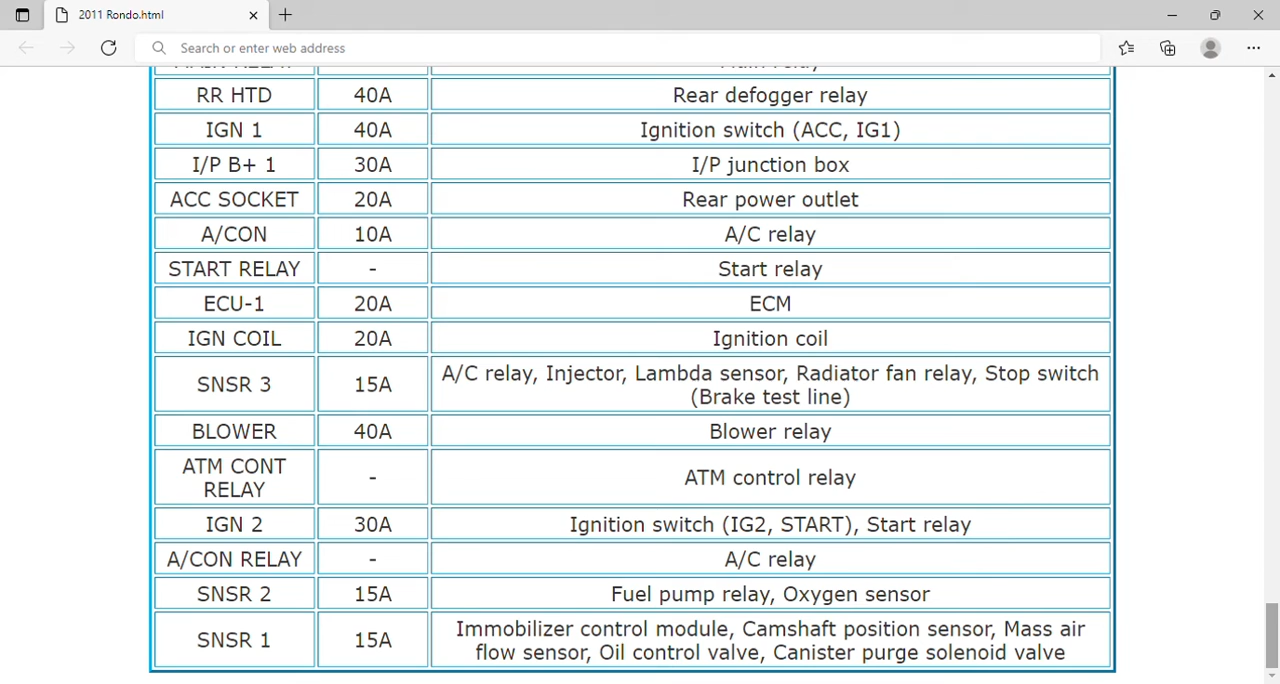 2011 Rondo.html
Search or enter web address
RR HTD 40A Rear defogger relay
IGN 1 40A Ignition switch (ACC, IG1)
I/P B+ 1 30A I/P junction box
ACC SOCKET 20A Rear power outlet
A/CON 10A A/C relay
START RELAY - Start relay
ECU-1 20A ECM
IGN COIL 20A Ignition coil
SNSR 3 15A A/C relay, Injector, Lambda sensor, Radiator fan relay, Stop switch
(Brake test line)
BLOWER 40A Blower relay
ATM CONT
RELAY - ATM control relay
IGN 2 30A Ignition switch (IG2, START), Start relay
A/CON RELAY - A/C relay
SNSR 2 15A Fuel pump relay, Oxygen sensor
SNSR 1 15A Immobilizer control module, Camshaft position sensor, Mass air
flow sensor, Oil control valve, Canister purge solenoid valve